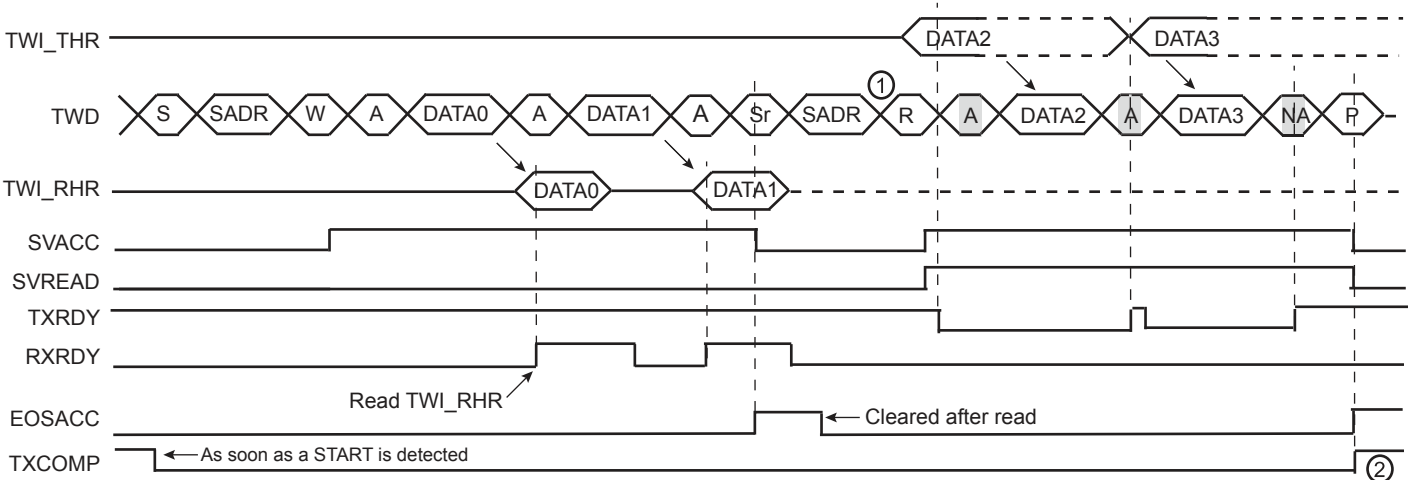 TWI_THR DATA2 DATA3
①
TWD S SADR W A DATA0 A DATA1 A Sr SADR R A DATA2 A DATA3 NA P
TWI_RHR DATA0 DATA1
SVACC
SVREAD
TXRDY
RXRDY
Read TWI_RHR
EOSACC Cleared after read
TXCOMP As soon as a START is detected ②